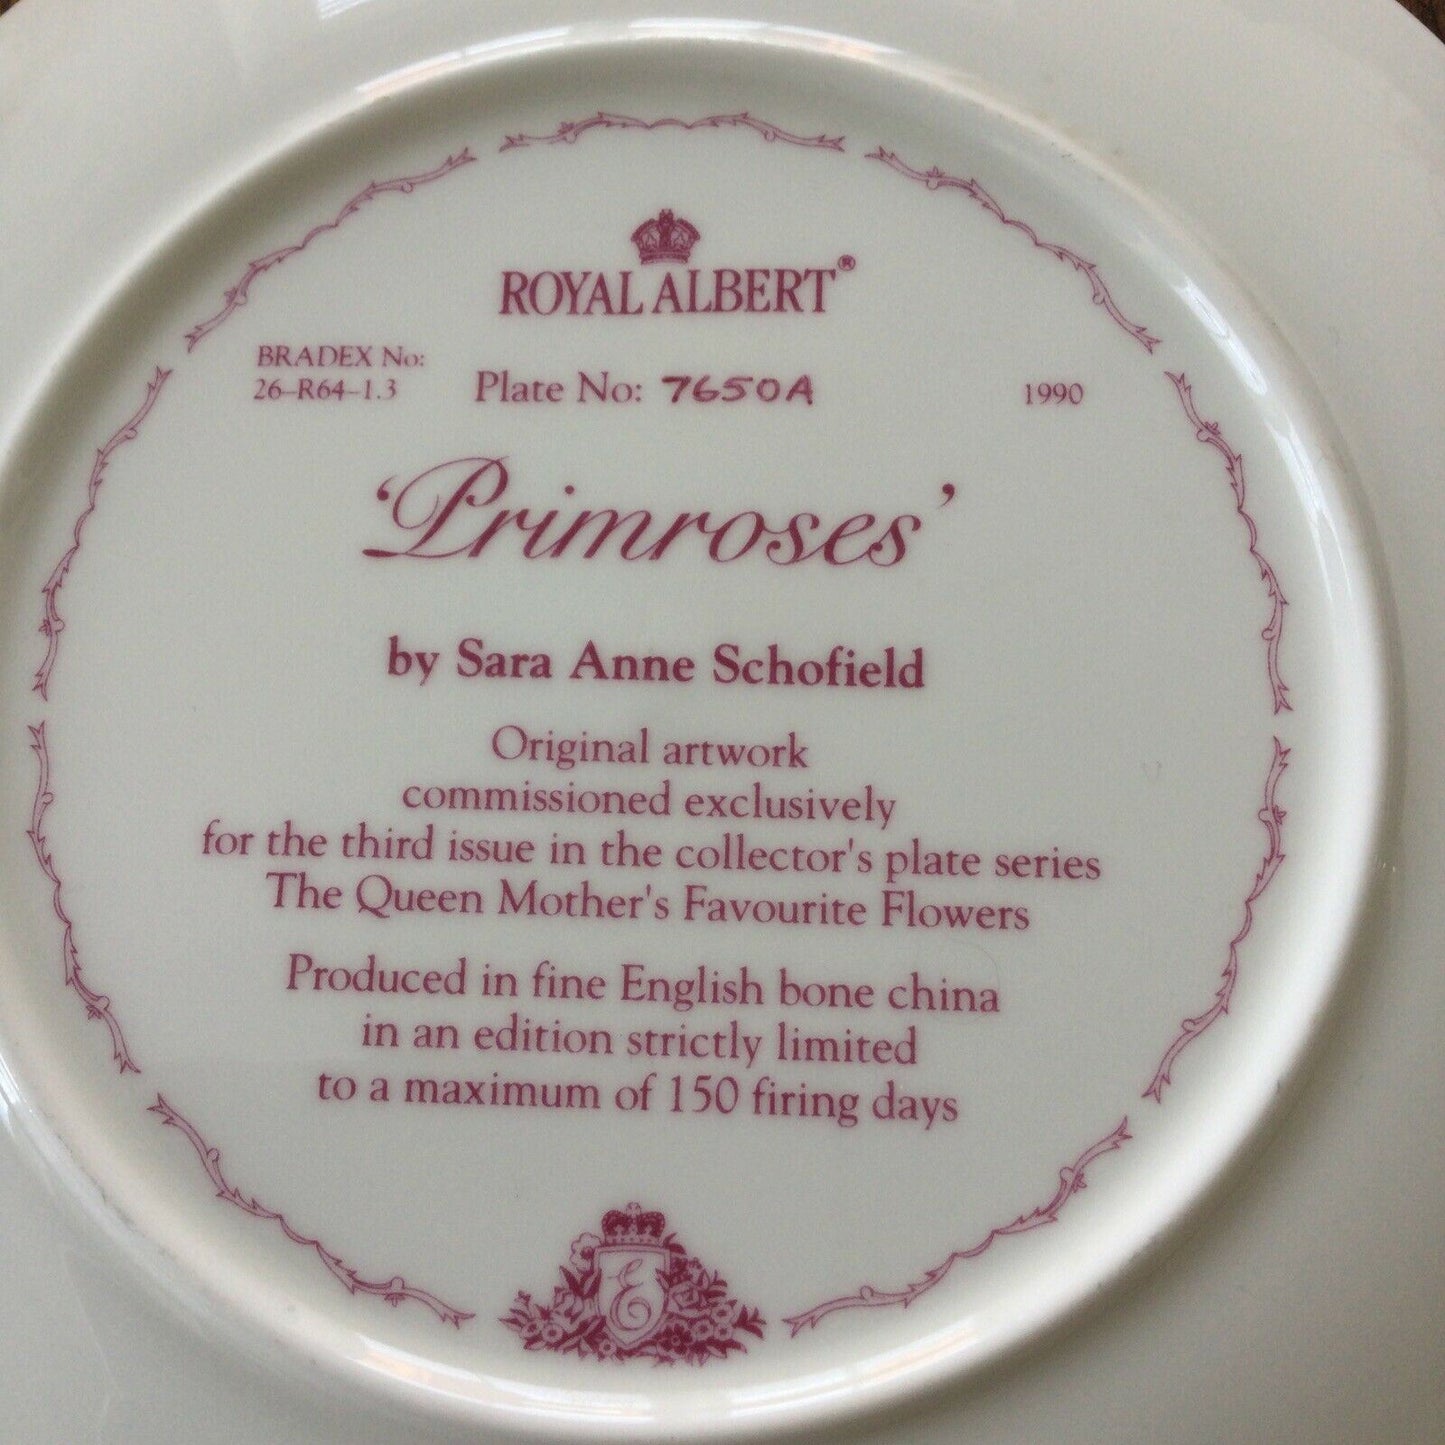 ROYAL ALBERT®
BRADEX No:
26-R64-1.3
Plate No: 7650A
1990
'Primroses'
by Sara Anne Schofield
Original artwork
commissioned exclusively
for the third issue in the collector's plate series
The Queen Mother's Favourite Flowers
Produced in fine English bone china
in an edition strictly limited
to a maximum of 150 firing days
E